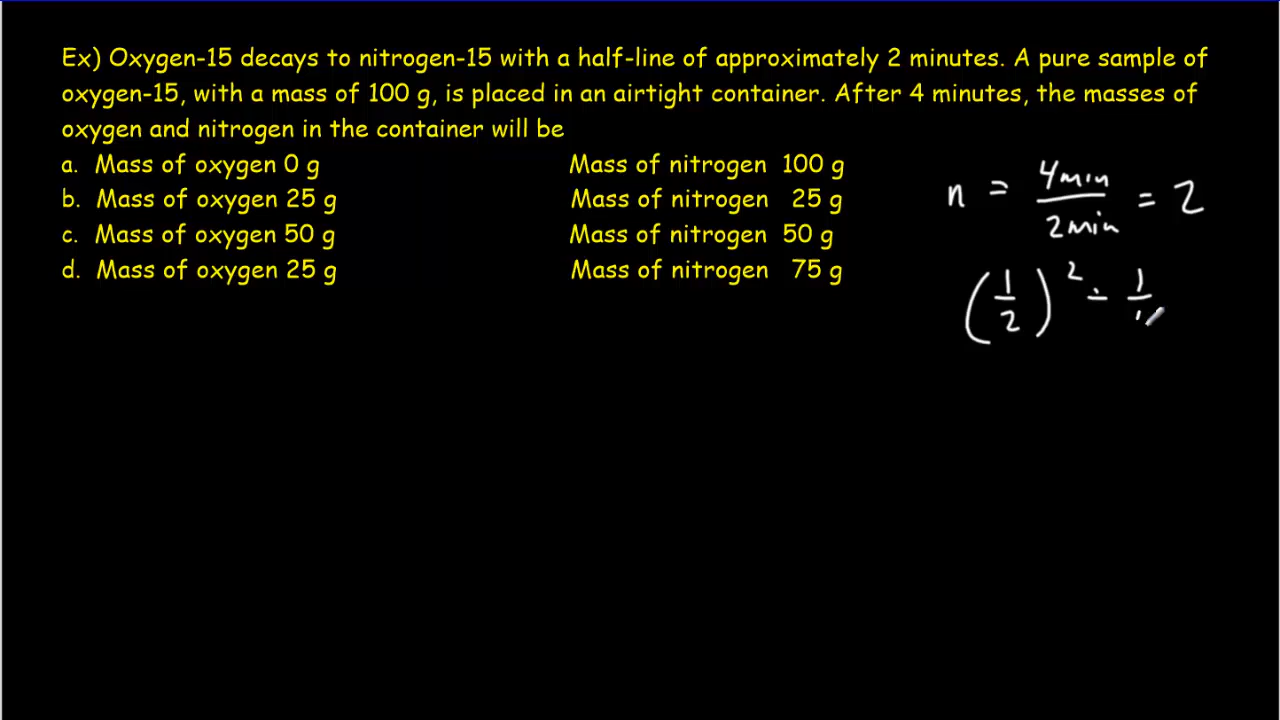 Ex) Oxygen-15 decays to nitrogen-15 with a half-line of approximately 2 minutes. A pure sample of
oxygen-15, with a mass of 100 g, is placed in an airtight container. After 4 minutes, the masses of
oxygen and nitrogen in the container will be
a. Mass of oxygen 0 g Mass of nitrogen 100 g
b. Mass of oxygen 25 g Mass of nitrogen 25 g
c. Mass of oxygen 50 g Mass of nitrogen 50 g
d. Mass of oxygen 25 g Mass of nitrogen 75 g
n = 4min / 2min = 2
(1/2)² = 1/